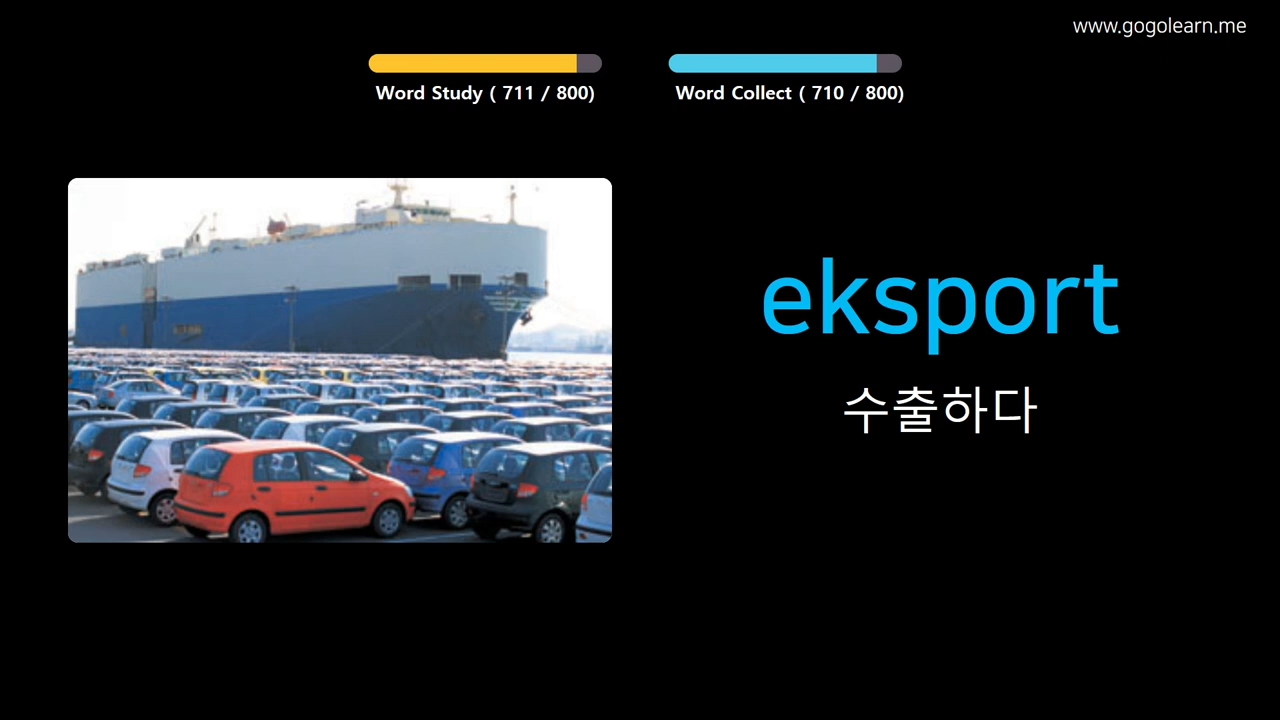 www.gogolearn.me
Word Study ( 711 / 800)
Word Collect ( 710 / 800)
eksport
수출하다